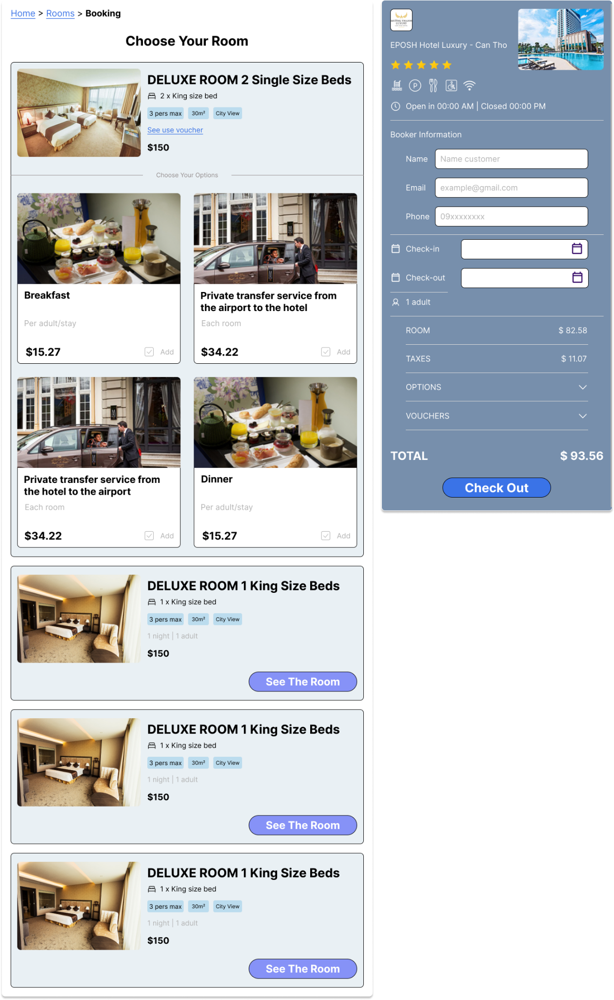 Home > Rooms > Booking
Choose Your Room
DELUXE ROOM 2 Single Size Beds
2 x King size bed
3 pers max 30m² City View
See use voucher
$150
Choose Your Options
Breakfast
Per adult/stay
$15.27 Add
Private transfer service from
the airport to the hotel
Each room
$34.22 Add
Private transfer service from
the hotel to the airport
Each room
$34.22 Add
Dinner
Per adult/stay
$15.27 Add
DELUXE ROOM 1 King Size Beds
1 x King size bed
3 pers max 30m² City View
1 night | 1 adult
$150
See The Room
DELUXE ROOM 1 King Size Beds
1 x King size bed
3 pers max 30m² City View
1 night | 1 adult
$150
See The Room
DELUXE ROOM 1 King Size Beds
1 x King size bed
3 pers max 30m² City View
1 night | 1 adult
$150
See The Room
MƯỜNG THANH
LUXURY
EPOSH Hotel Luxury - Can Tho
P
Open in 00:00 AM | Closed 00:00 PM
Booker Information
Name Name customer
Email example@gmail.com
Phone 09xxxxxxxx
Check-in
Check-out
1 adult
ROOM $ 82.58
TAXES $ 11.07
OPTIONS
VOUCHERS
TOTAL $ 93.56
Check Out